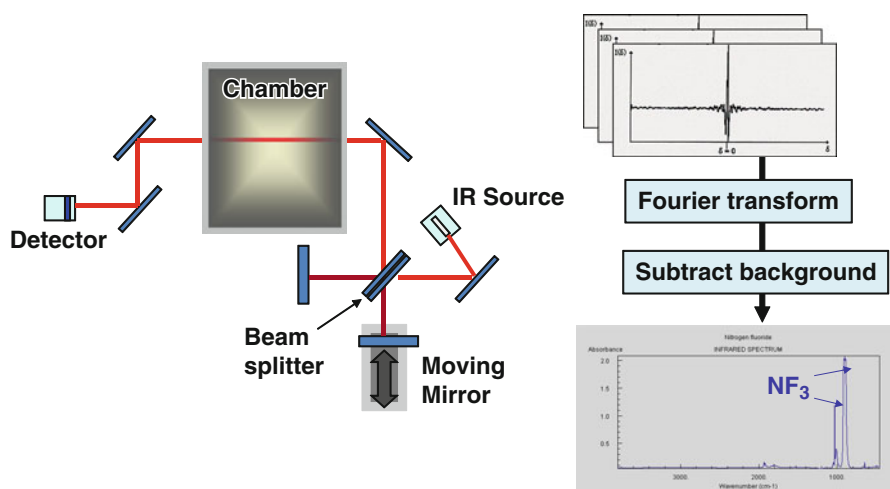 Chamber
IR Source
Detector
Beam
splitter
Moving
Mirror
I(δ)
I(δ)
I(δ)
δ
δ = 0
Fourier transform
Subtract background
Nitrogen fluoride
Absorbance
INFRARED SPECTRUM
2.0
1.5
1.0
0.5
NF₃
3000.
2000.
1000.
Wavenumber (cm-1)